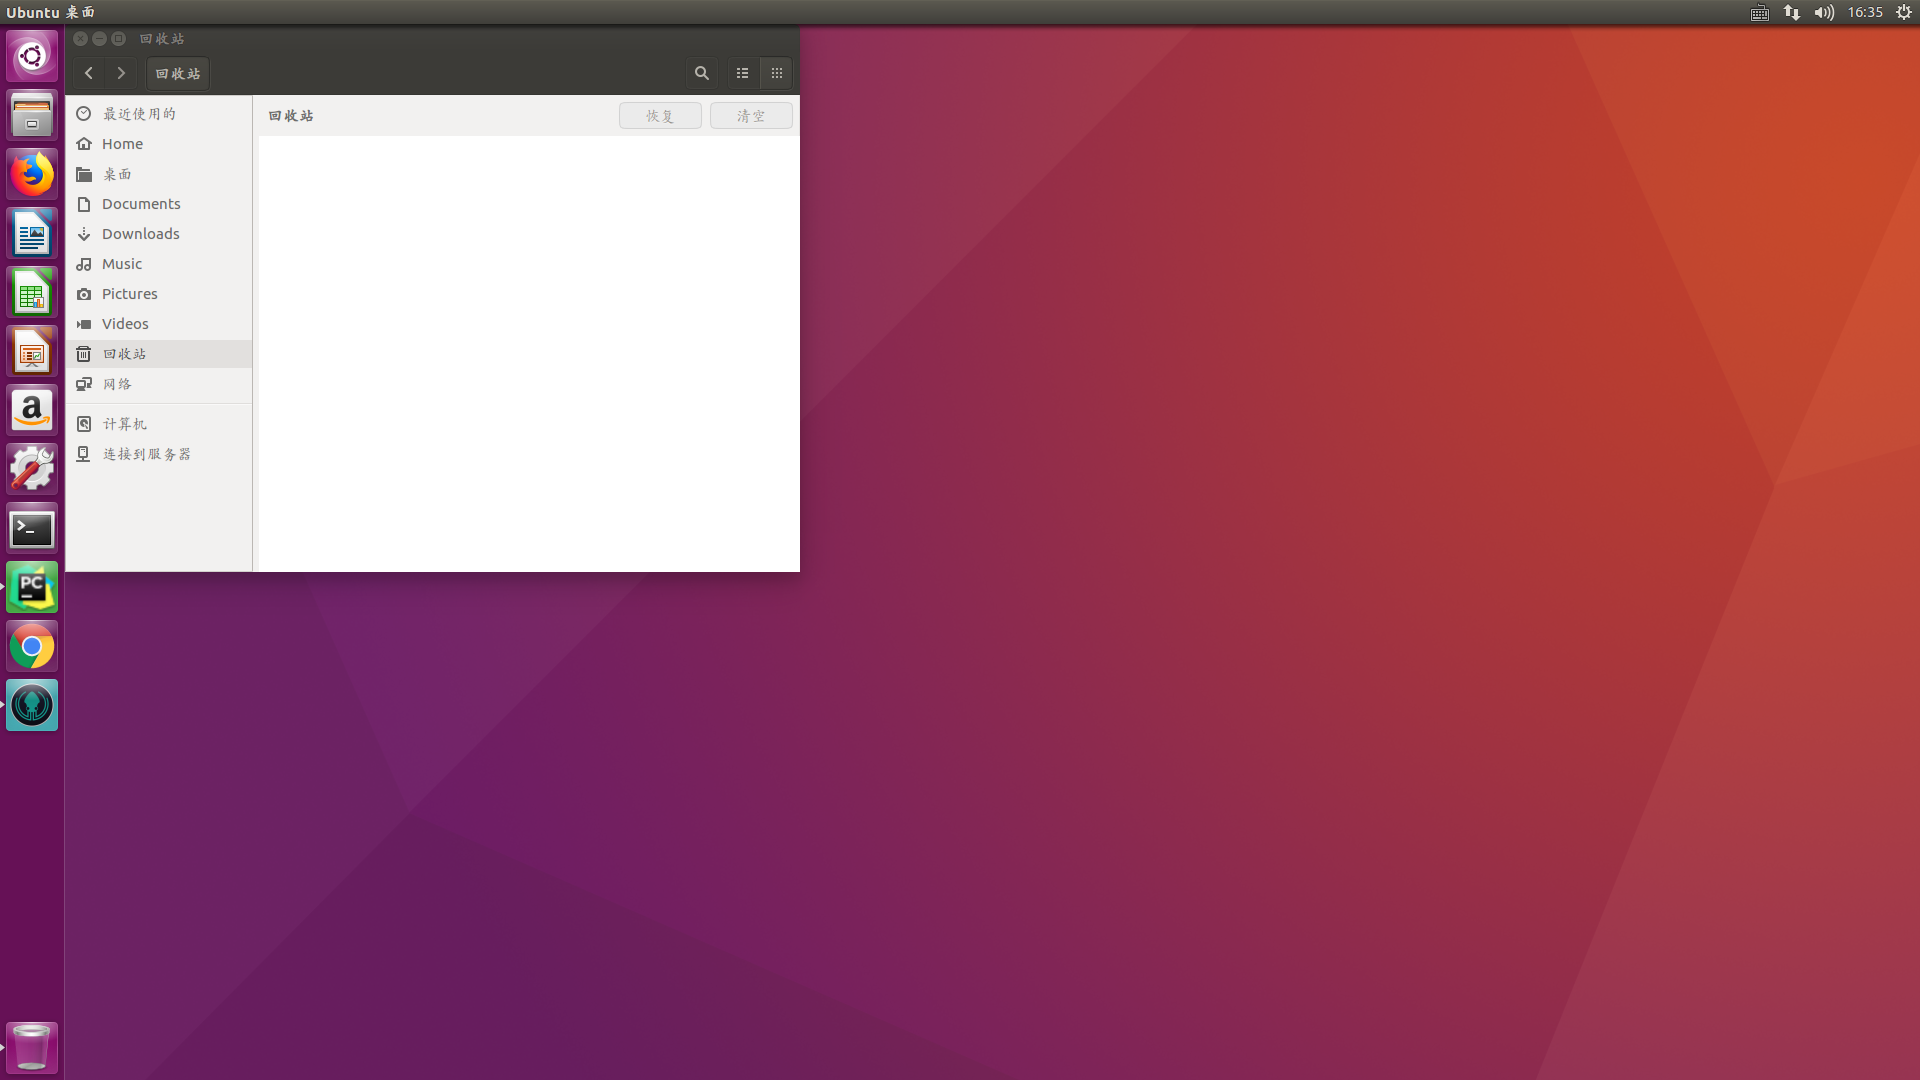 Ubuntu 桌面
16:35
回收站
回收站
最近使用的
Home
桌面
Documents
Downloads
Music
Pictures
Videos
回收站
网络
计算机
连接到服务器
回收站
恢复
清空
a
>_
PC